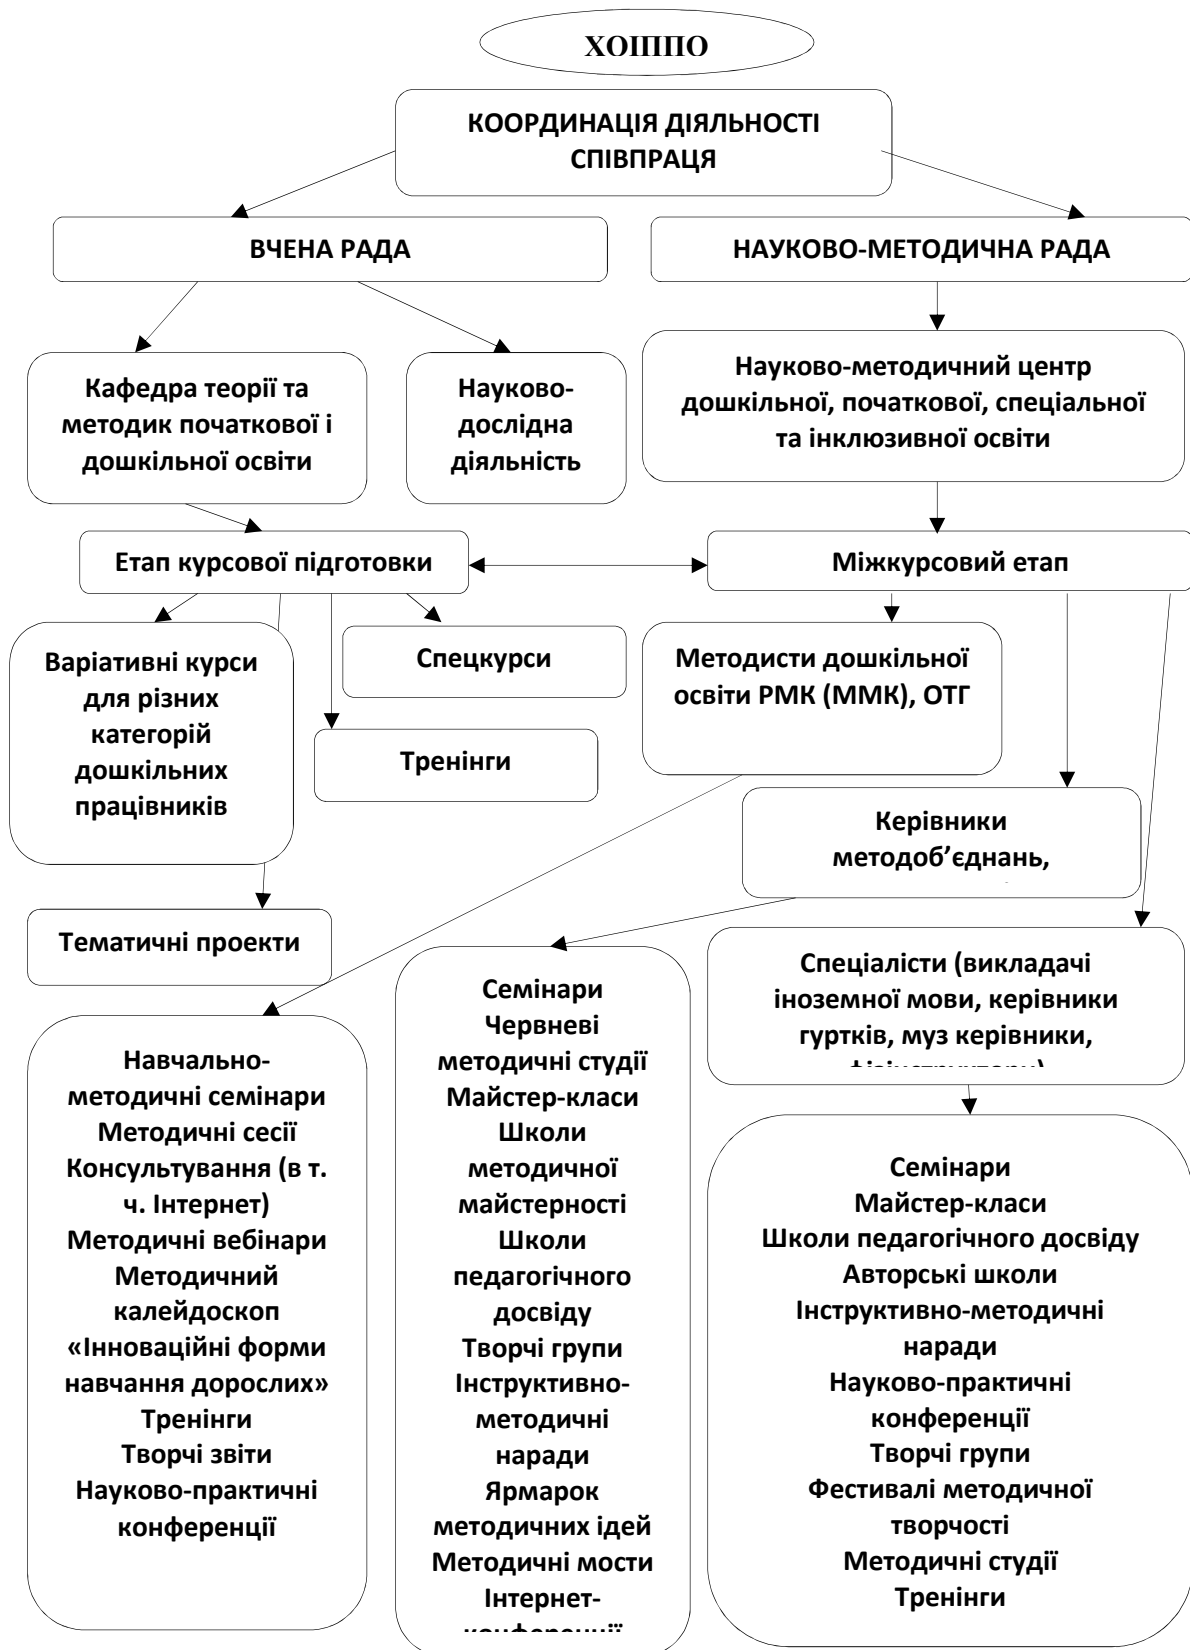 ХОІППО
КООРДИНАЦІЯ ДІЯЛЬНОСТІ
СПІВПРАЦЯ
ВЧЕНА РАДА
НАУКОВО-МЕТОДИЧНА РАДА
Кафедра теорії та
методик початкової і
дошкільної освіти
Науково-
дослідна
діяльність
Науково-методичний центр
дошкільної, початкової, спеціальної
та інклюзивної освіти
Етап курсової підготовки
Міжкурсовий етап
Варіативні курси
для різних
категорій
дошкільних
працівників
Спецкурси
Тренінги
Методисти дошкільної
освіти РМК (ММК), ОТГ
Керівники
методоб’єднань,
Тематичні проекти
Спеціалісти (викладачі
іноземної мови, керівники
гуртків, муз керівники,
фізінструктори)
Навчально-
методичні семінари
Методичні сесії
Консультування (в т.
ч. Інтернет)
Методичні вебінари
Методичний
калейдоскоп
«Інноваційні форми
навчання дорослих»
Тренінги
Творчі звіти
Науково-практичні
конференції
Семінари
Червневі
методичні студії
Майстер-класи
Школи
методичної
майстерності
Школи
педагогічного
досвіду
Творчі групи
Інструктивно-
методичні
наради
Ярмарок
методичних ідей
Методичні мости
Інтернет-
конференції
Семінари
Майстер-класи
Школи педагогічного досвіду
Авторські школи
Інструктивно-методичні
наради
Науково-практичні
конференції
Творчі групи
Фестивалі методичної
творчості
Методичні студії
Тренінги